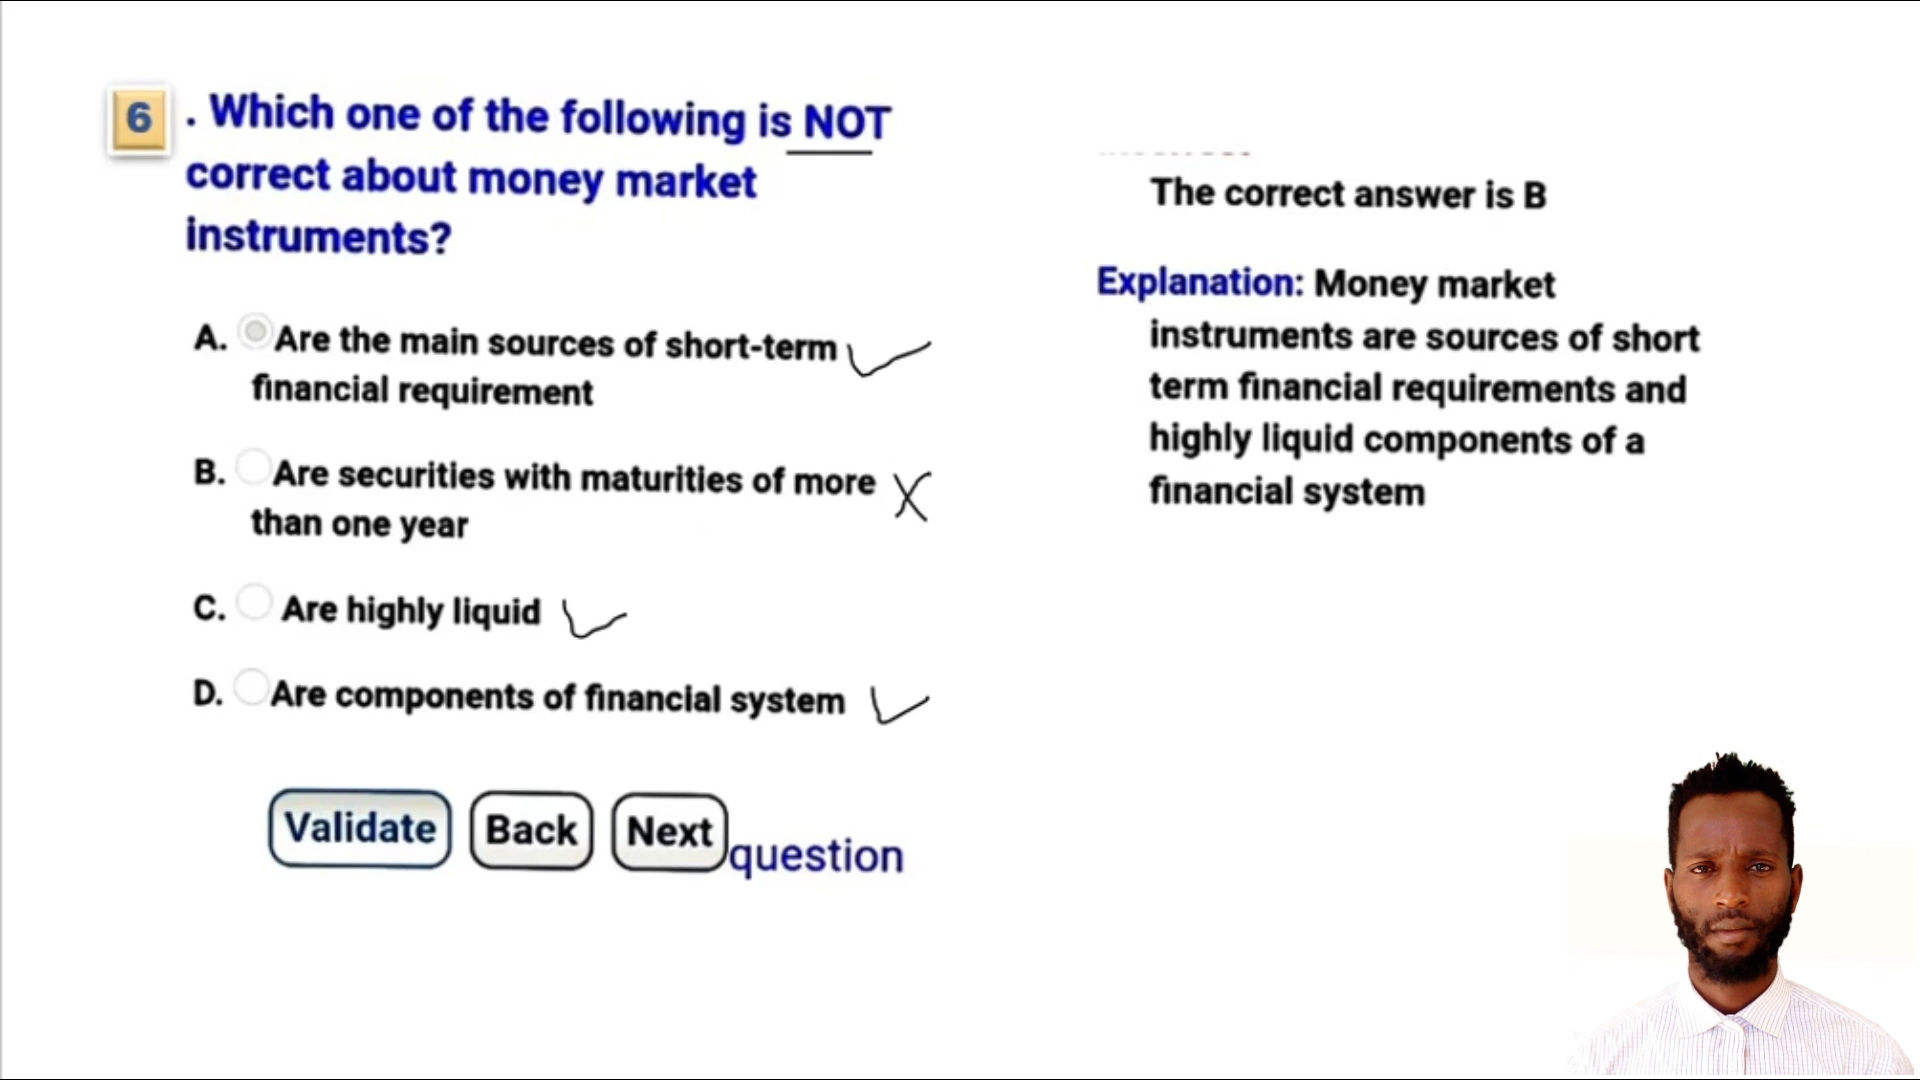 6 . Which one of the following is NOT
correct about money market
instruments?
A. Are the main sources of short-term
financial requirement
B. Are securities with maturities of more
than one year
C. Are highly liquid
D. Are components of financial system
Validate Back Next question
The correct answer is B
Explanation: Money market
instruments are sources of short
term financial requirements and
highly liquid components of a
financial system